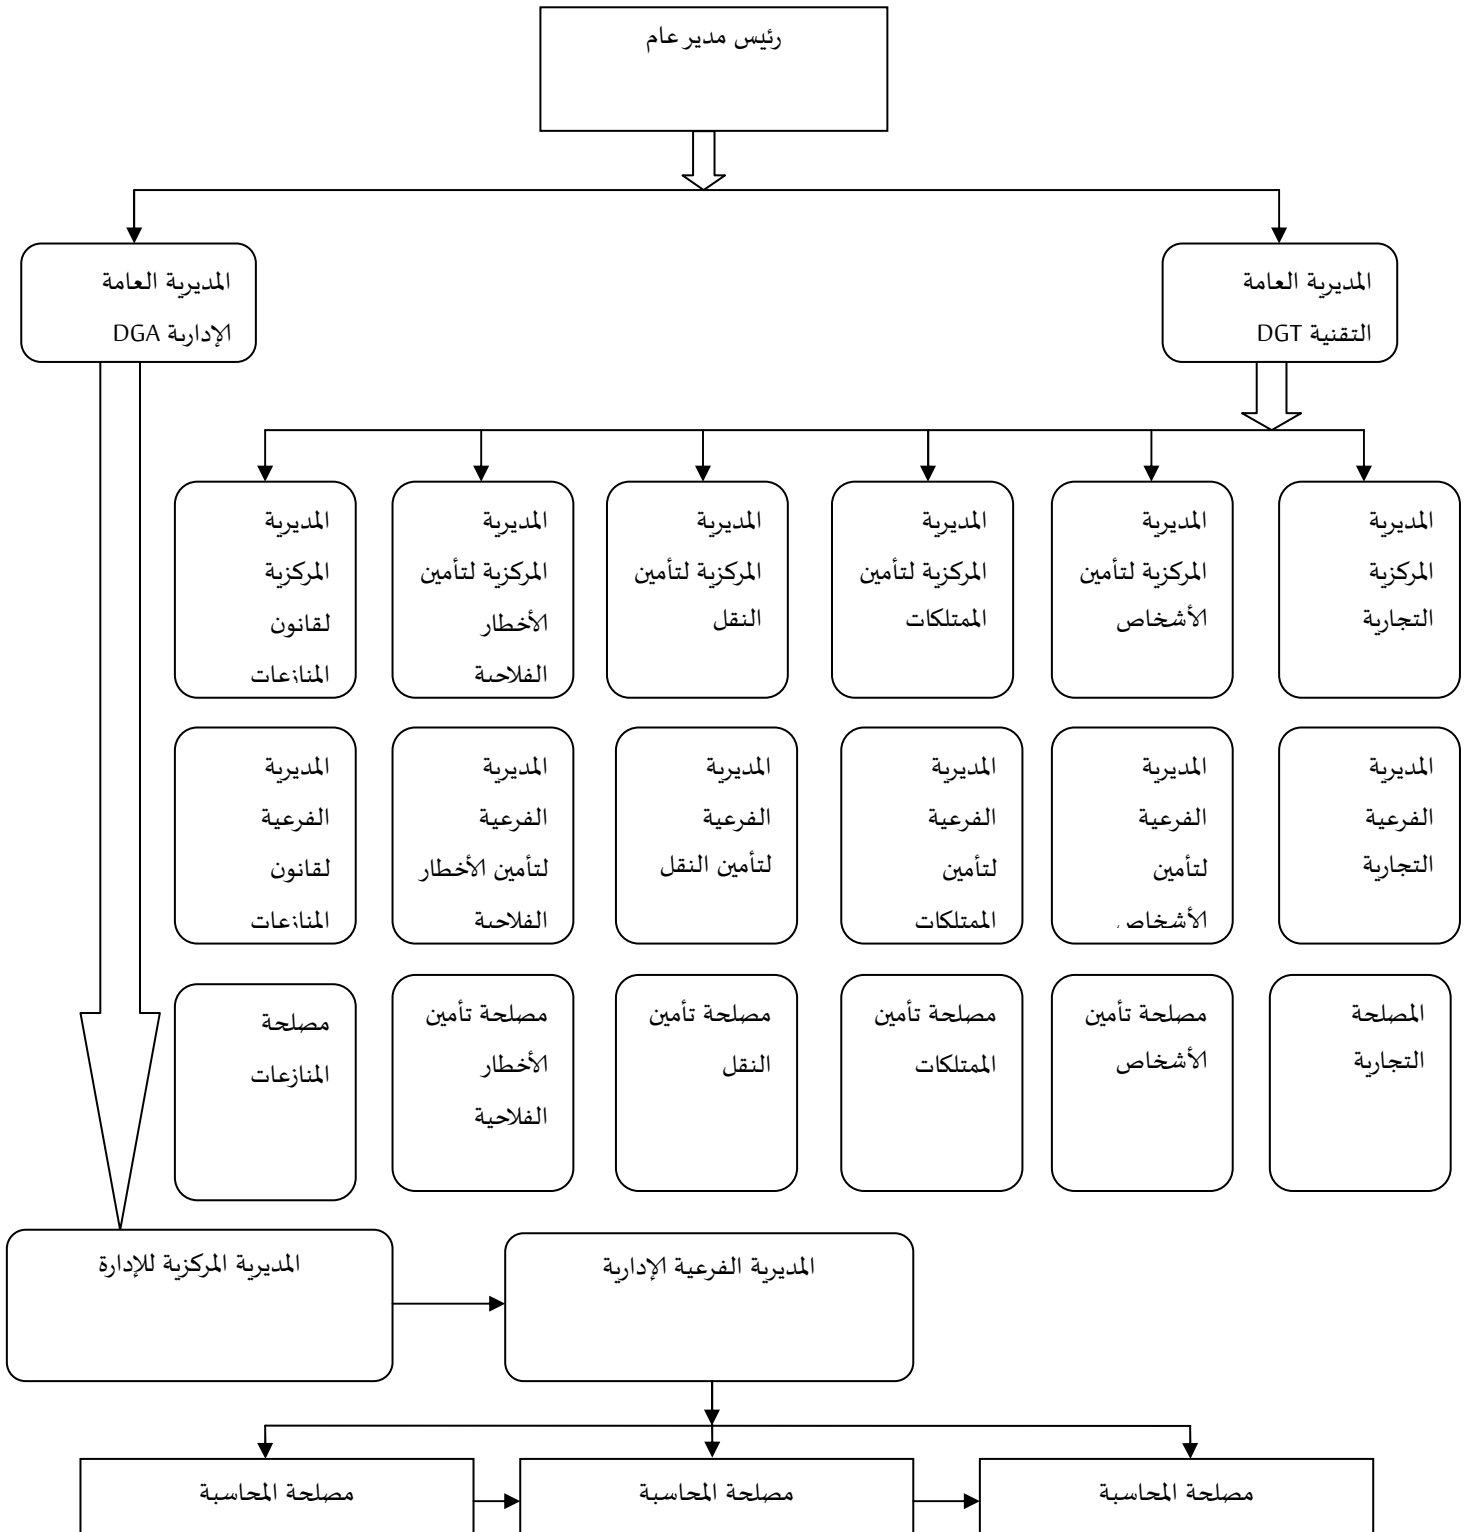 رئيس مدير عام
المديرية العامة
التقنية DGT
المديرية العامة
الإدارية DGA
المديرية
المركزية
التجارية
المديرية
المركزية لتأمين
الأشخاص
المديرية
المركزية لتأمين
الممتلكات
المديرية
المركزية لتأمين
النقل
المديرية
المركزية لتأمين
الأخطار
الفلاحية
المديرية
المركزية
لقانون
المنازعات
المديرية
الفرعية
التجارية
المديرية
الفرعية
لتأمين
الأشخاص
المديرية
الفرعية
لتأمين
الممتلكات
المديرية
الفرعية
لتأمين النقل
المديرية
الفرعية
لتأمين الأخطار
الفلاحية
المديرية
الفرعية
لقانون
المنازعات
المصلحة
التجارية
مصلحة تأمين
الأشخاص
مصلحة تأمين
الممتلكات
مصلحة تأمين
النقل
مصلحة تأمين
الأخطار
الفلاحية
مصلحة
المنازعات
المديرية المركزية للإدارة
المديرية الفرعية الإدارية
مصلحة المحاسبة
مصلحة المحاسبة
مصلحة المحاسبة